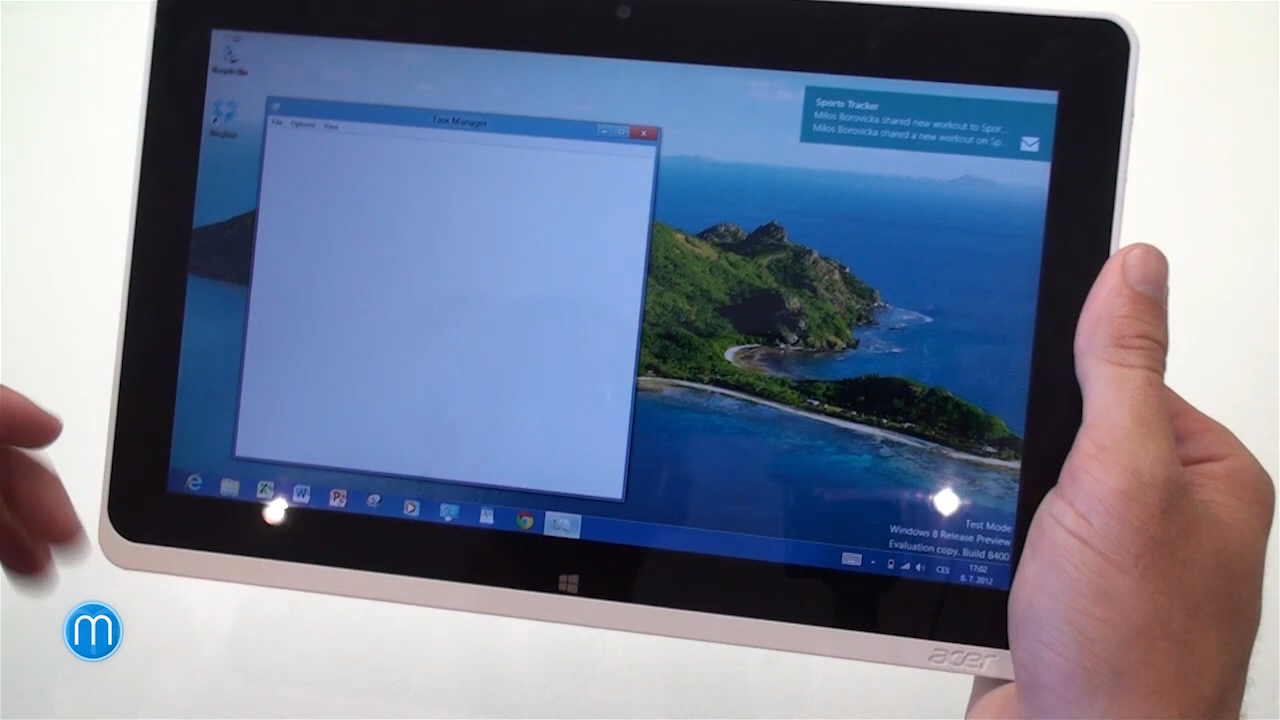 Sports Tracker
Milos Borovicka shared new workout to Spor...
Milos Borovicka shared a new workout on Sp...
Task Manager
File Options View
Test Mode
Windows 8 Release Preview
Evaluation copy. Build 8400
CES
17:02
8. 7. 2012
acer
m